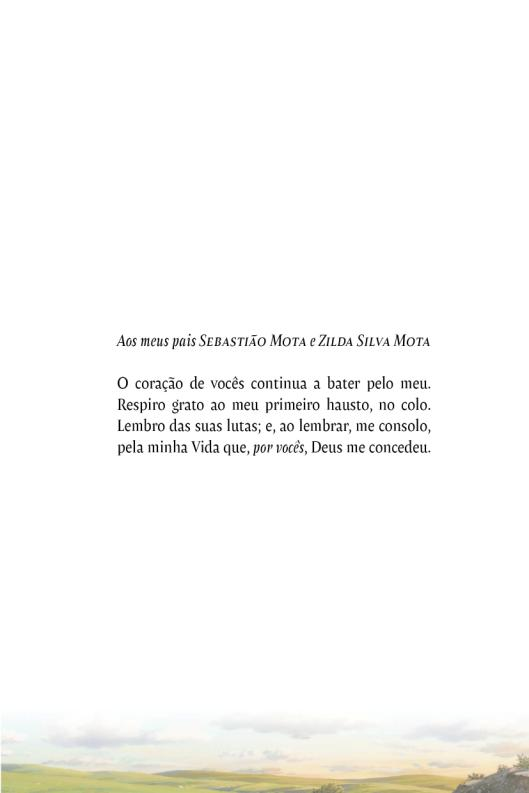 Aos meus pais SEBASTIÃO MOTA e ZILDA SILVA MOTA
O coração de vocês continua a bater pelo meu.
Respiro grato ao meu primeiro hausto, no colo.
Lembro das suas lutas; e, ao lembrar, me consolo,
pela minha Vida que, por vocês, Deus me concedeu.